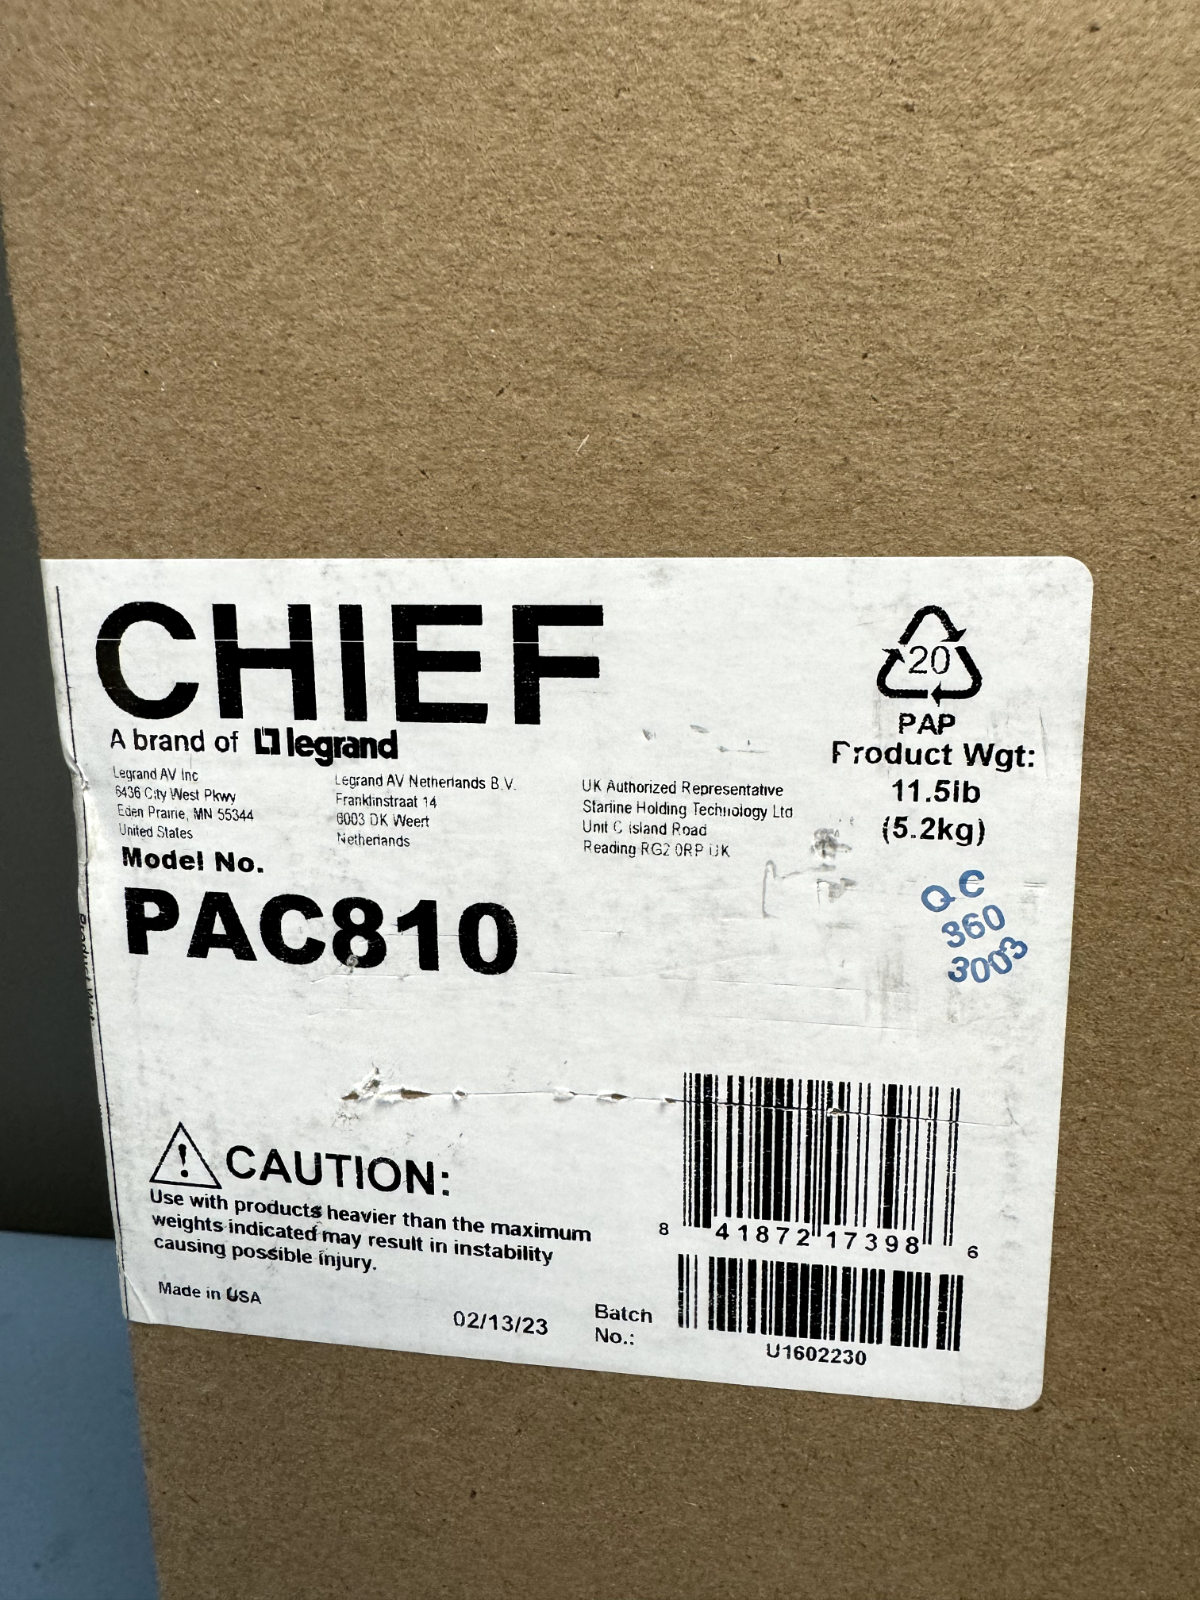 CHIEF
A brand of legrand
Legrand AV Inc
6436 City West Pkwy
Eden Prairie, MN 55344
United States
Legrand AV Netherlands B.V.
Franklinstraat 14
6003 DK Weert
Netherlands
UK Authorized Representative
Starline Holding Technology Ltd
Unit C Island Road
Reading RG2 0RP UK
20
PAP
Product Wgt:
11.5lb
(5.2kg)
QC
360
3003
Model No.
PAC810
Product Wgt:
CAUTION:
Use with products heavier than the maximum
weights indicated may result in instability
causing possible injury.
Made in USA
02/13/23
8 41872 17398 6
Batch
No.:
U1602230